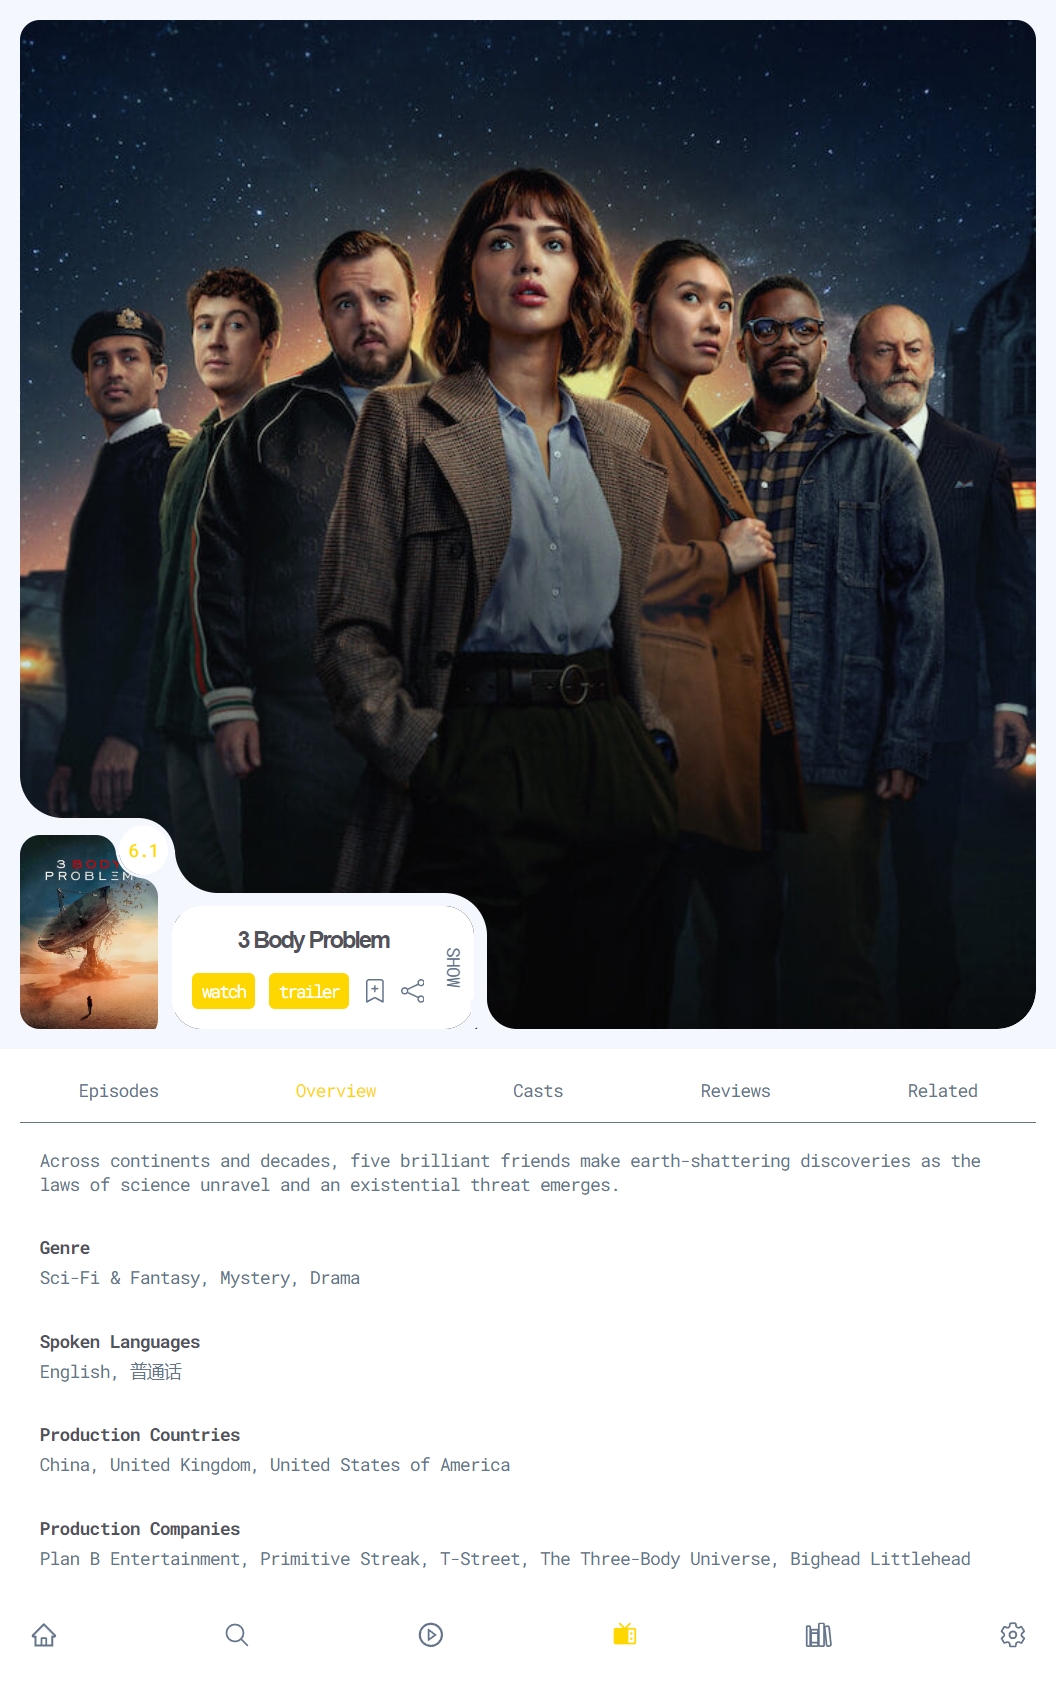 6.1
3 BODY
PROBLEM
3 Body Problem
watch
trailer
SHOW
Episodes
Overview
Casts
Reviews
Related
Across continents and decades, five brilliant friends make earth-shattering discoveries as the
laws of science unravel and an existential threat emerges.
Genre
Sci-Fi & Fantasy, Mystery, Drama
Spoken Languages
English, 普通话
Production Countries
China, United Kingdom, United States of America
Production Companies
Plan B Entertainment, Primitive Streak, T-Street, The Three-Body Universe, Bighead Littlehead